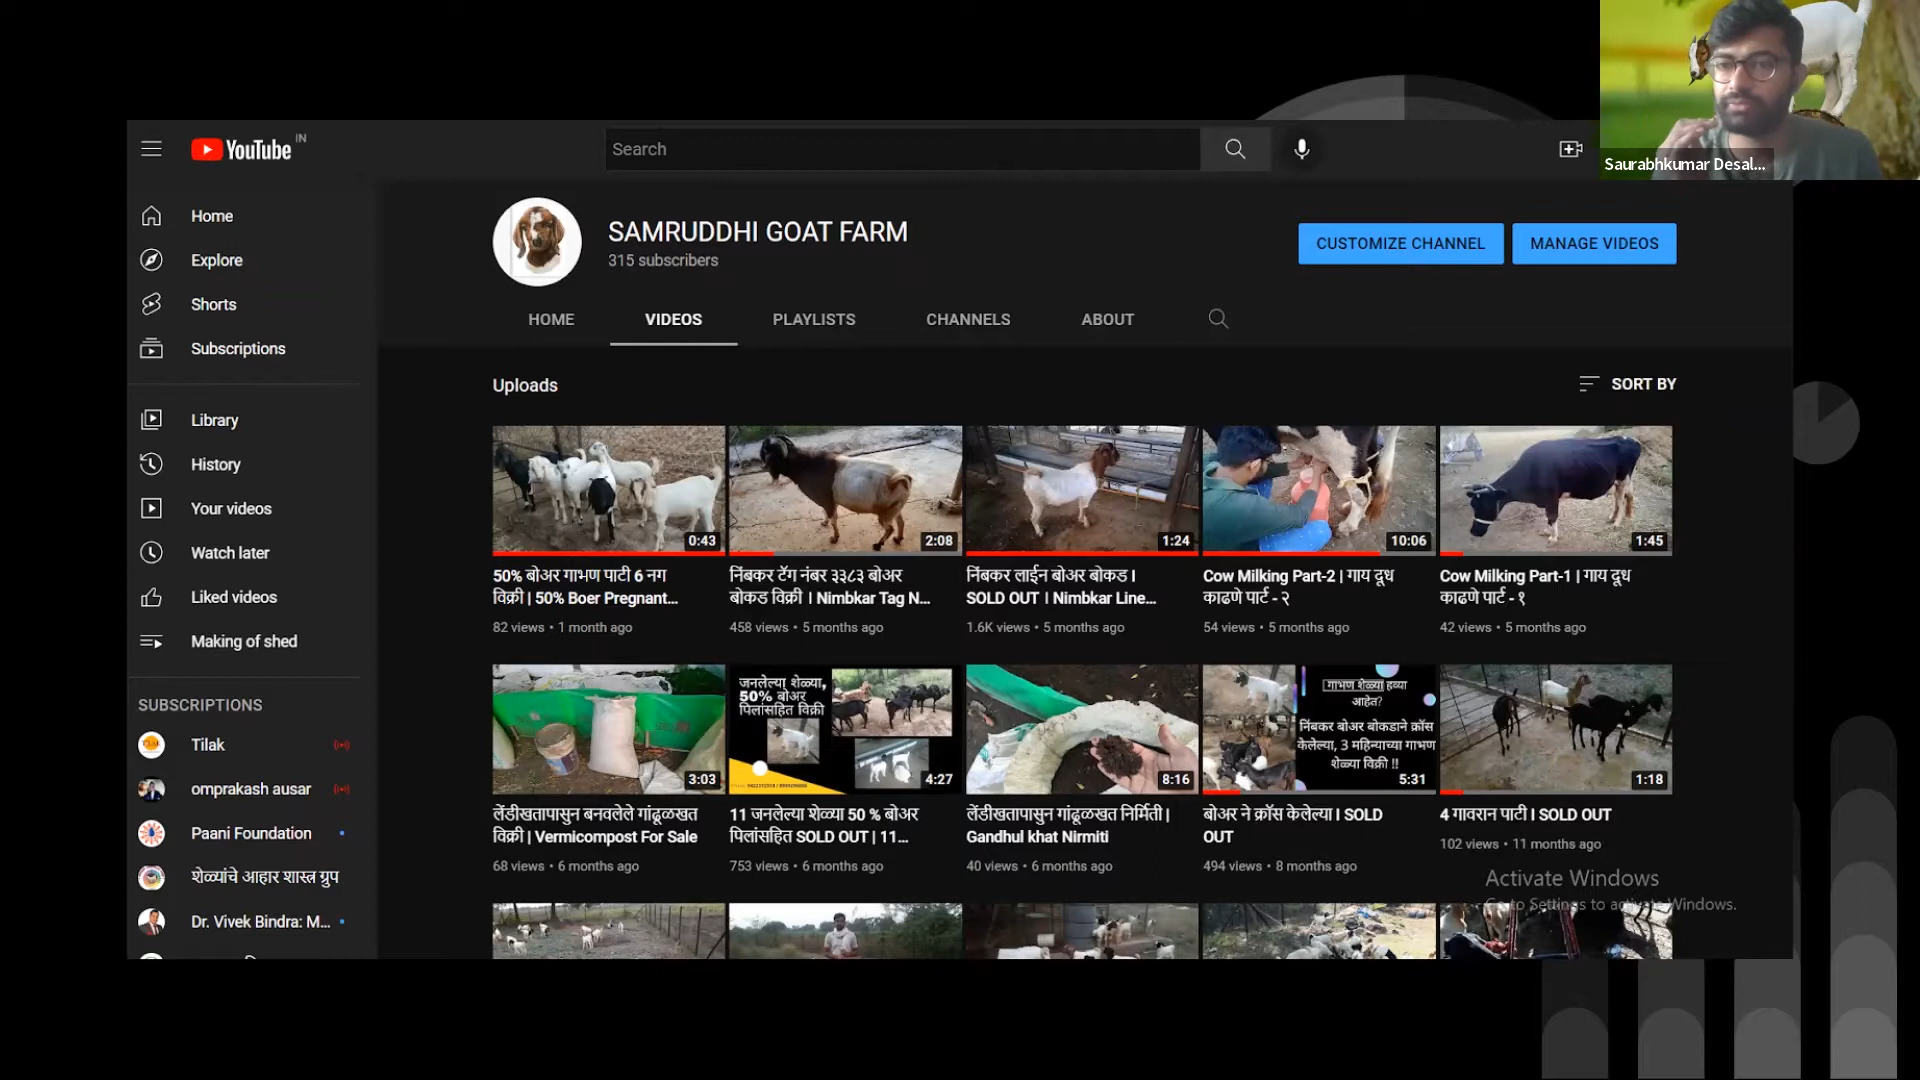 YouTube IN
Search
Saurabhkumar Desal...
Home
Explore
Shorts
Subscriptions
Library
History
Your videos
Watch later
Liked videos
Making of shed
SUBSCRIPTIONS
Tilak
omprakash ausar
Paani Foundation
शेळ्यांचे आहार शास्त्र ग्रुप
Dr. Vivek Bindra: M...
SAMRUDDHI GOAT FARM
315 subscribers
CUSTOMIZE CHANNEL
MANAGE VIDEOS
HOME
VIDEOS
PLAYLISTS
CHANNELS
ABOUT
Uploads
SORT BY
0:43
50% बोअर गाभण पाटी 6 नग
विक्री | 50% Boer Pregnant...
82 views • 1 month ago
2:08
निंबकर टॅग नंबर ३३८३ बोअर
बोकड विक्री । Nimbkar Tag N...
458 views • 5 months ago
1:24
निंबकर लाईन बोअर बोकड I
SOLD OUT । Nimbkar Line...
1.6K views • 5 months ago
10:06
Cow Milking Part-2 | गाय दूध
काढणे पार्ट - २
54 views • 5 months ago
1:45
Cow Milking Part-1 | गाय दूध
काढणे पार्ट - १
42 views • 5 months ago
3:03
लेंडीखतापासुन बनवलेले गांढूळखत
विक्री | Vermicompost For Sale
68 views • 6 months ago
जनलेल्या शेळ्या,
50% बोअर
पिलांसहित विक्री
4:27
11 जनलेल्या शेळ्या 50 % बोअर
पिलांसहित SOLD OUT | 11...
753 views • 6 months ago
8:16
लेंडीखतापासुन गांढूळखत निर्मिती |
Gandhul khat Nirmiti
40 views • 6 months ago
गाभण शेळ्या हव्या
आहेत?
निंबकर बोअर बोकडाने क्रॉस
केलेल्या, 3 महिन्याच्या गाभण
शेळ्या विक्री !!
5:31
बोअर ने क्रॉस केलेल्या I SOLD
OUT
494 views • 8 months ago
1:18
4 गावरान पाटी I SOLD OUT
102 views • 11 months ago
Activate Windows
Go to Settings to activate Windows.